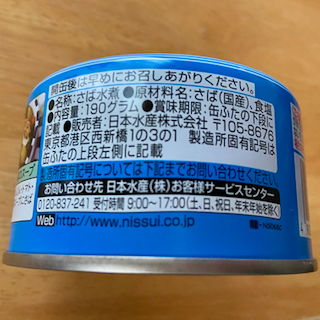 開缶後は早めにお召しあがりください。
●名称:さば水煮●原材料名:さば(国産)、食塩
●内容量:190グラム●賞味期限:缶ふたの下段に
記載●販売者:日本水産株式会社 〒105-8676
東京都港区西新橋1の3の1 製造所固有記号は
缶ふたの上段左側に記載
製造所固有記号については下記までお問い合わせください
お問い合わせ先 日本水産(株)お客様サービスセンター
0120-837-241 受付時間 9:00〜17:00(土、日、祝日、年末年始を除く)
Web http://www.nissui.co.jp